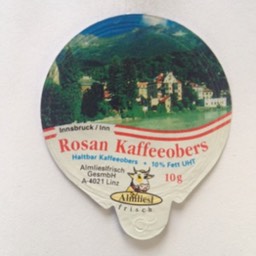 Innsbruck / Inn
Rosan Kaffeeobers
Haltbar Kaffeeobers • 10% Fett UHT
Almliesl frisch
GesmbH
A-4021 Linz
10g
Almliesl
frisch